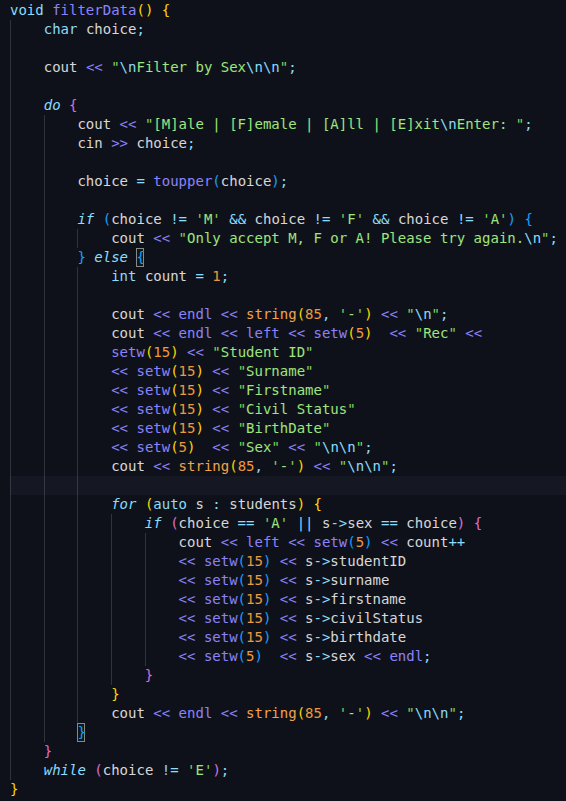 void filterData() {
    char choice;

    cout << "\nFilter by Sex\n\n";

    do {
        cout << "[M]ale | [F]emale | [A]ll | [E]xit\nEnter: ";
        cin >> choice;

        choice = toupper(choice);

        if (choice != 'M' && choice != 'F' && choice != 'A') {
            cout << "Only accept M, F or A! Please try again.\n";
        } else {
            int count = 1;

            cout << endl << string(85, '-') << "\n";
            cout << endl << left << setw(5)  << "Rec" <<
            setw(15) << "Student ID"
            << setw(15) << "Surname"
            << setw(15) << "Firstname"
            << setw(15) << "Civil Status"
            << setw(15) << "BirthDate"
            << setw(5)  << "Sex" << "\n\n";
            cout << string(85, '-') << "\n\n";

            for (auto s : students) {
                if (choice == 'A' || s->sex == choice) {
                    cout << left << setw(5) << count++
                    << setw(15) << s->studentID
                    << setw(15) << s->surname
                    << setw(15) << s->firstname
                    << setw(15) << s->civilStatus
                    << setw(15) << s->birthdate
                    << setw(5)  << s->sex << endl;
                }
            }
            cout << endl << string(85, '-') << "\n\n";
        }
    }
    while (choice != 'E');
}